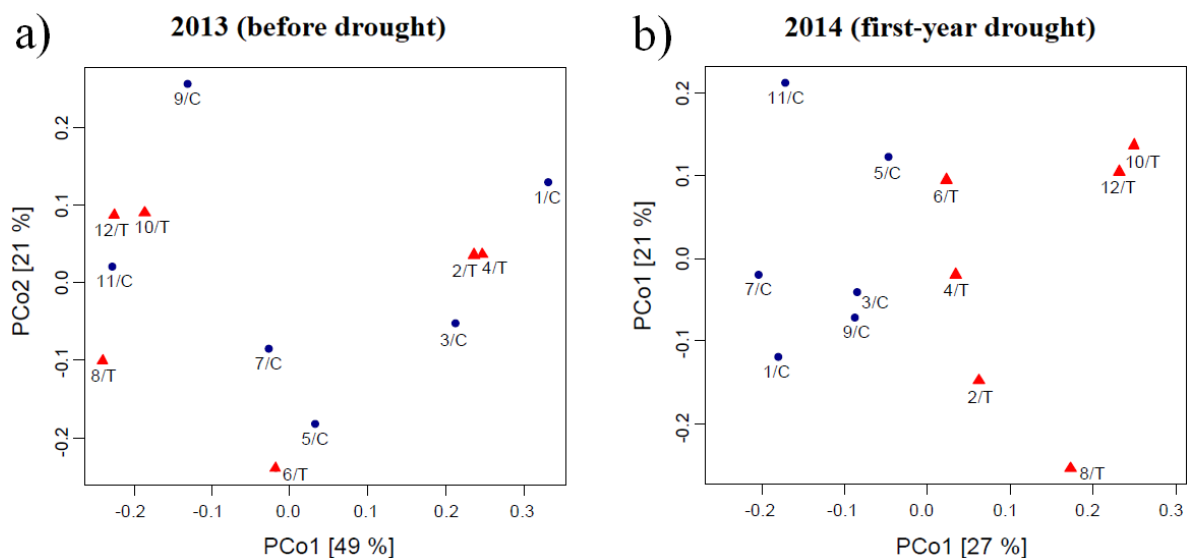 a)
2013 (before drought)
9/C
1/C
12/T 10/T
11/C
2/T 4/T
3/C
7/C
8/T
5/C
6/T
0.2
0.1
0.0
-0.1
-0.2
PCo2 [21 %]
-0.2 -0.1 0.0 0.1 0.2 0.3
PCo1 [49 %]
b)
2014 (first-year drought)
11/C
5/C
10/T
6/T
12/T
7/C
4/T
3/C
9/C
1/C
2/T
8/T
0.2
0.1
0.0
-0.1
-0.2
PCo1 [21 %]
-0.2 -0.1 0.0 0.1 0.2 0.3
PCo1 [27 %]